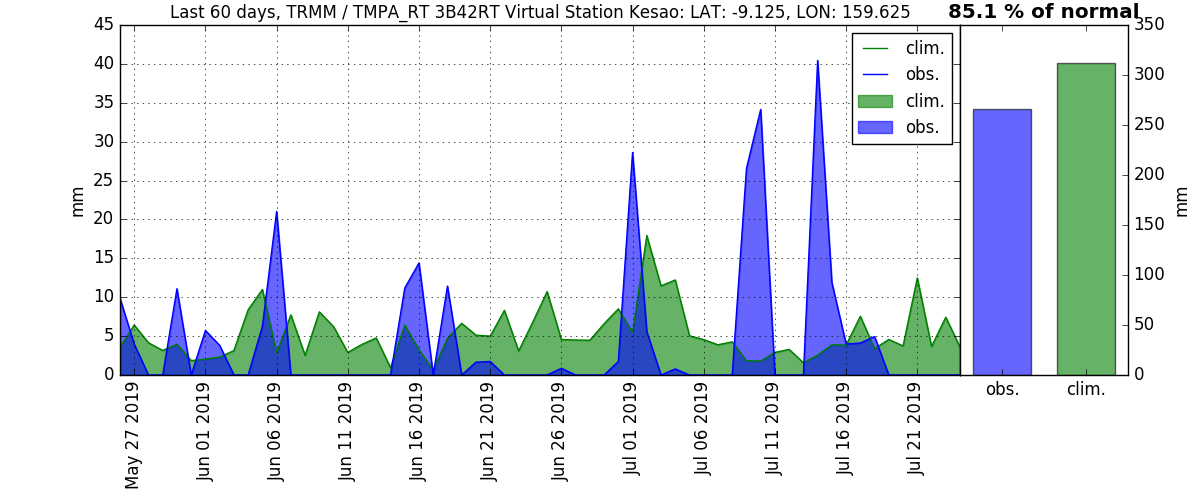 Last 60 days, TRMM / TMPA_RT 3B42RT Virtual Station Kesao: LAT: -9.125, LON: 159.625
85.1 % of normal
45
40
35
30
25
20
15
10
5
0
mm
clim.
obs.
clim.
obs.
May 27 2019
Jun 01 2019
Jun 06 2019
Jun 11 2019
Jun 16 2019
Jun 21 2019
Jun 26 2019
Jul 01 2019
Jul 06 2019
Jul 11 2019
Jul 16 2019
Jul 21 2019
350
300
250
200
150
100
50
0
mm
obs.
clim.